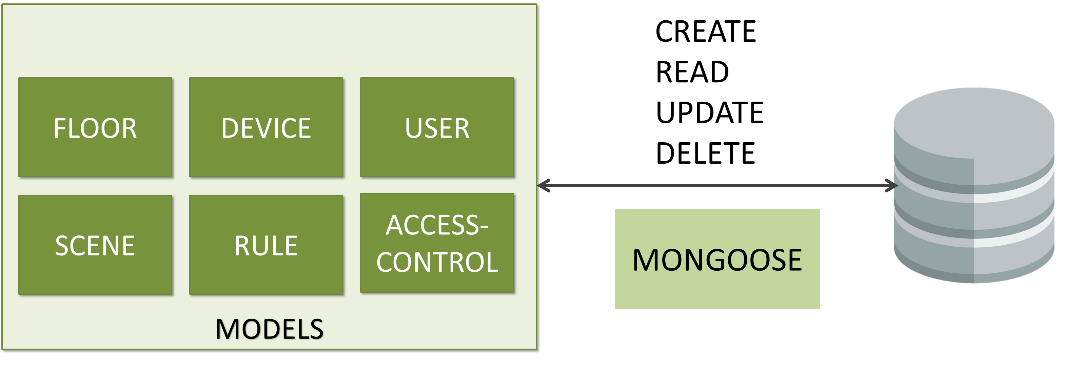 FLOOR
DEVICE
USER
SCENE
RULE
ACCESS-
CONTROL
MODELS
CREATE
READ
UPDATE
DELETE
MONGOOSE